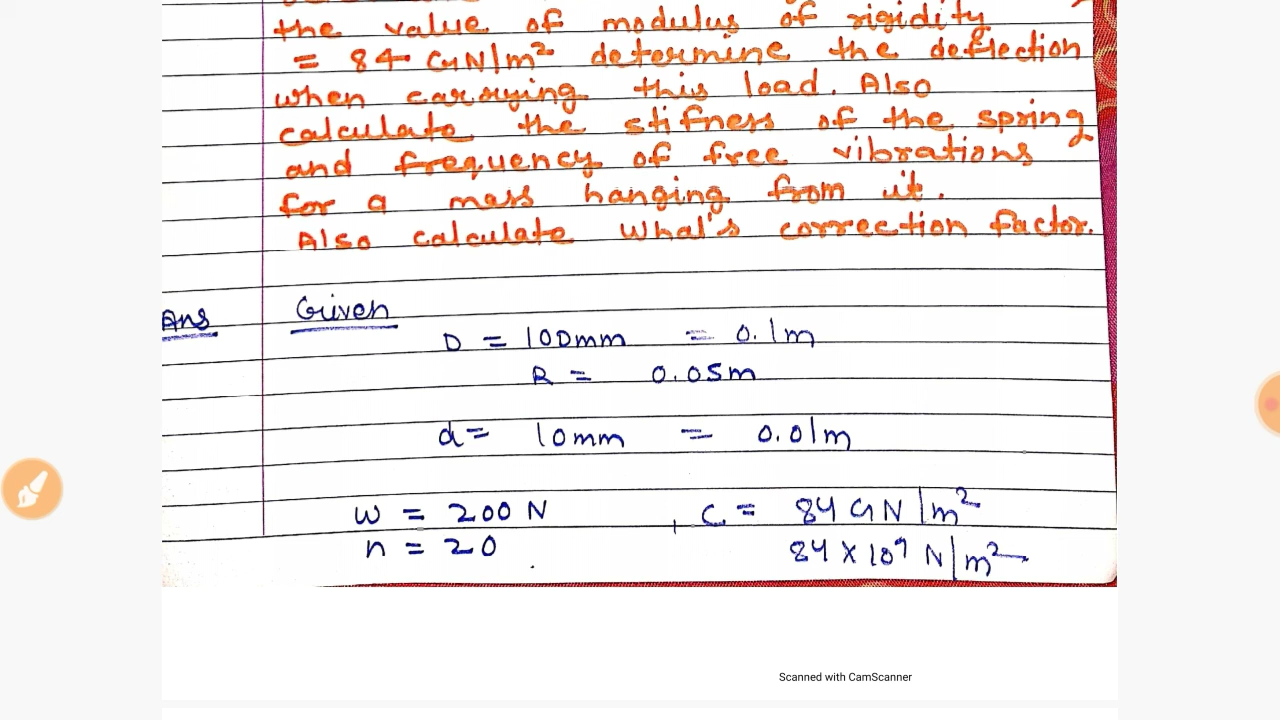 the value of modulus of rigidity
= 84 GN/m² determine the deflection
when carrying this load. Also
calculate the stifness of the spring
and frequency of free vibrations
for a mass hanging from it.
Also calculate Whal's correction factor.
Ans Given
D = 100mm = 0.1m
R = 0.05m
d = 10mm = 0.01m
W = 200 N , C = 84 GN/m²
n = 20 84 x 10⁹ N/m²
Scanned with CamScanner